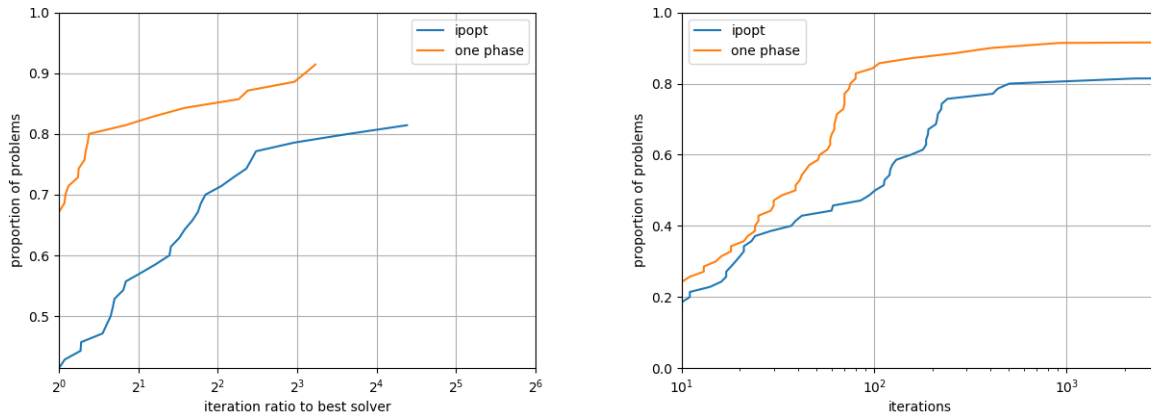 1.0
0.9
0.8
0.7
0.6
0.5
proportion of problems
ipopt
one phase
2^0
2^1
2^2
2^3
2^4
2^5
2^6
iteration ratio to best solver
1.0
0.8
0.6
0.4
0.2
0.0
proportion of problems
ipopt
one phase
10^1
10^2
10^3
iterations